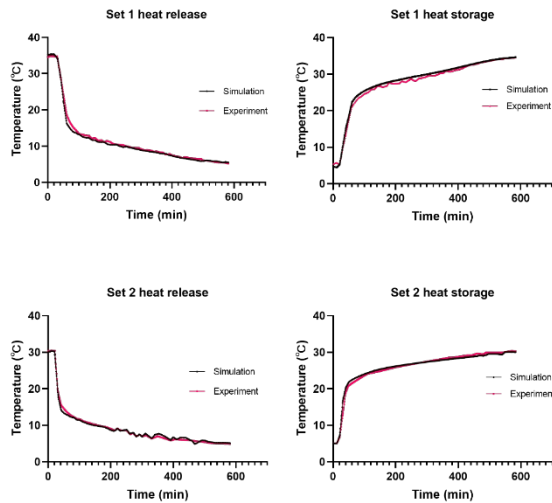 Set 1 heat release
40
30
20
10
0
0 200 400 600
Temperature (°C)
Time (min)
Simulation
Experiment
Set 1 heat storage
40
30
20
10
0
0 200 400 600
Temperature (°C)
Time (min)
Simulation
Experiment
Set 2 heat release
40
30
20
10
0
0 200 400 600
Temperature (°C)
Time (min)
Simulation
Experiment
Set 2 heat storage
40
30
20
10
0
0 200 400 600
Temperature (°C)
Time (min)
Simulation
Experiment